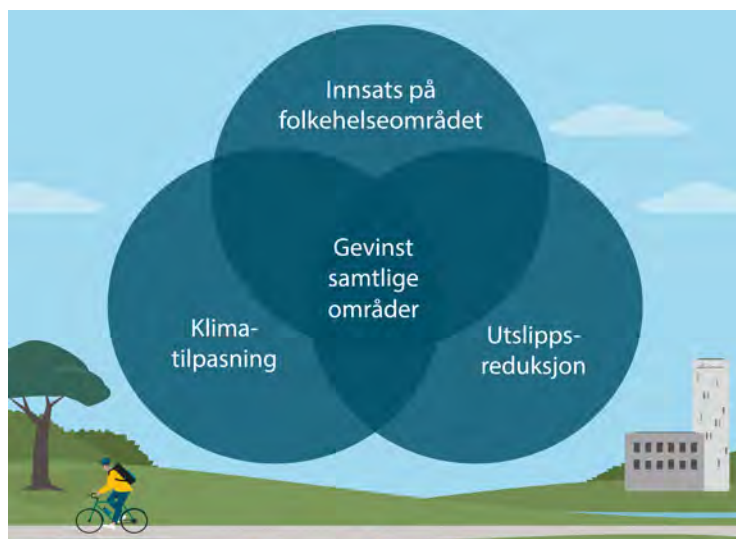 Innsats på
folkehelseområdet
Gevinst
samtlige
områder
Klima-
tilpasning
Utslipps-
reduksjon